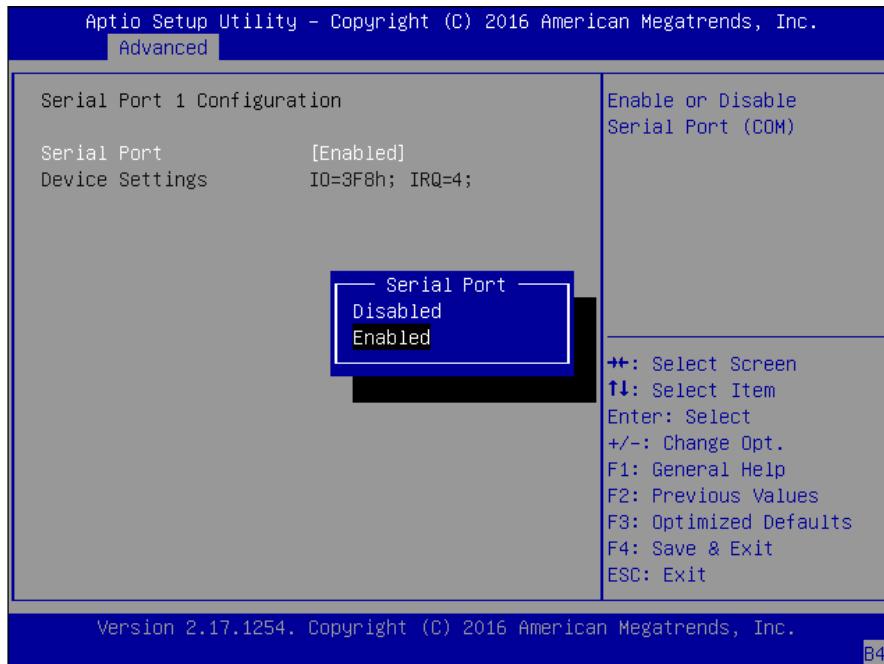 Aptio Setup Utility – Copyright (C) 2016 American Megatrends, Inc.
Advanced
Serial Port 1 Configuration
Serial Port [Enabled]
Device Settings IO=3F8h; IRQ=4;
Serial Port
Disabled
Enabled
Enable or Disable
Serial Port (COM)
→←: Select Screen
↑↓: Select Item
Enter: Select
+/-: Change Opt.
F1: General Help
F2: Previous Values
F3: Optimized Defaults
F4: Save & Exit
ESC: Exit
Version 2.17.1254. Copyright (C) 2016 American Megatrends, Inc.
B4